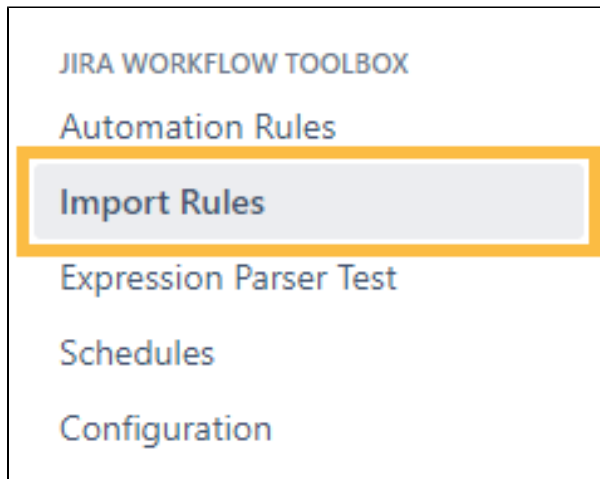 JIRA WORKFLOW TOOLBOX
Automation Rules
Import Rules
Expression Parser Test
Schedules
Configuration